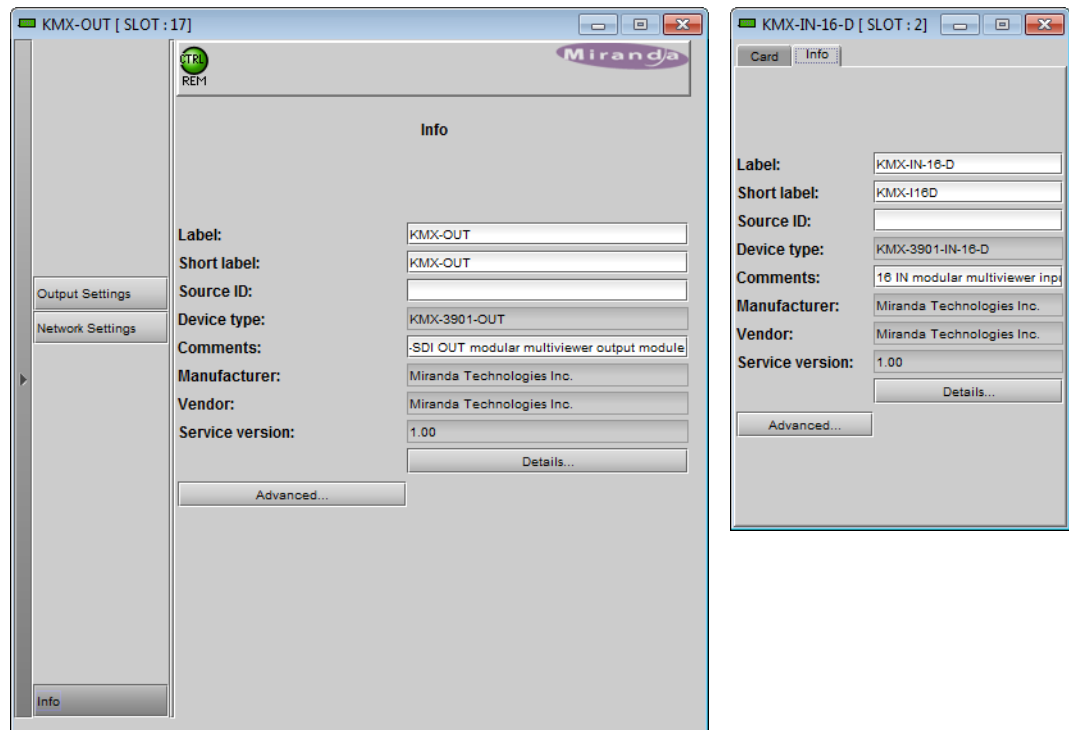 KMX-OUT [ SLOT : 17]
CTRL
REM
Miranda
Info
Label: KMX-OUT
Short label: KMX-OUT
Source ID:
Device type: KMX-3901-OUT
Comments: -SDI OUT modular multiviewer output module
Manufacturer: Miranda Technologies Inc.
Vendor: Miranda Technologies Inc.
Service version: 1.00
Details...
Advanced...
Output Settings
Network Settings
Info
KMX-IN-16-D [ SLOT : 2]
Card Info
Label: KMX-IN-16-D
Short label: KMX-I16D
Source ID:
Device type: KMX-3901-IN-16-D
Comments: 16 IN modular multiviewer inp
Manufacturer: Miranda Technologies Inc.
Vendor: Miranda Technologies Inc.
Service version: 1.00
Details...
Advanced...